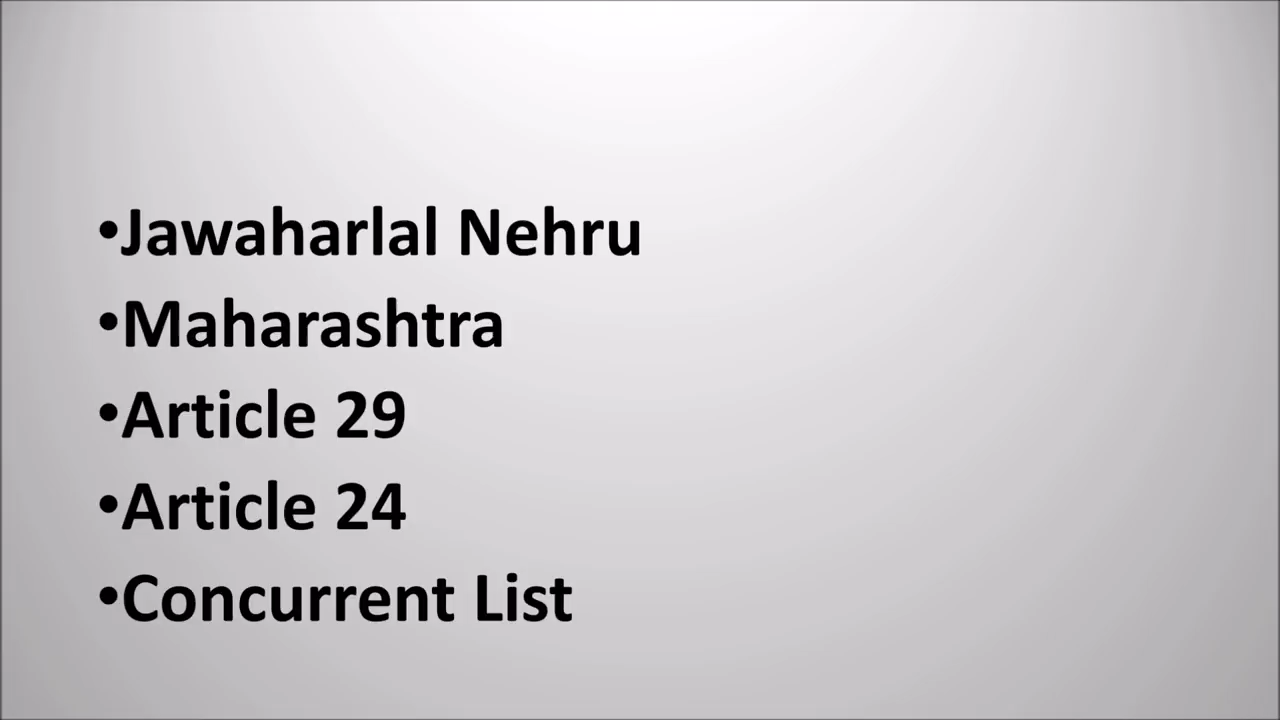 •Jawaharlal Nehru
•Maharashtra
•Article 29
•Article 24
•Concurrent List